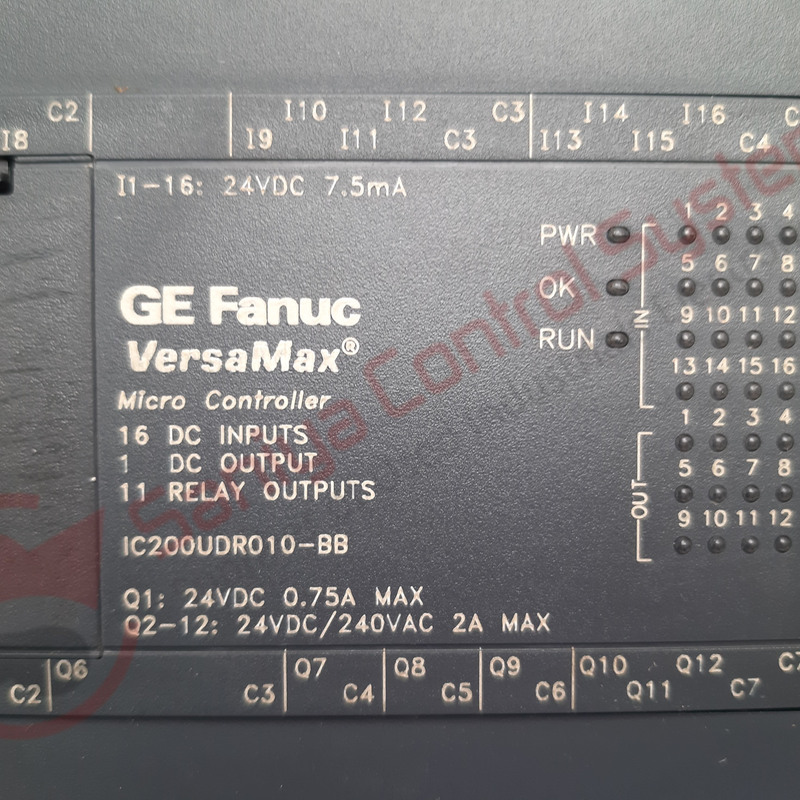 C2 I10 I12 C3 I14 I16
I8 I9 I11 C3 I13 I15 C4
I1-16: 24VDC 7.5mA
PWR
OK
RUN
IN
1 2 3 4
5 6 7 8
9 10 11 12
13 14 15 16
OUT
1 2 3 4
5 6 7 8
9 10 11 12
GE Fanuc
VersaMax®
Micro Controller
16 DC INPUTS
1 DC OUTPUT
11 RELAY OUTPUTS
IC200UDR010-BB
Q1: 24VDC 0.75A MAX
Q2-12: 24VDC/240VAC 2A MAX
Q6 Q7 Q8 Q9 Q10 Q12
C2 C3 C4 C5 C6 Q11 C7
Sariya Control System